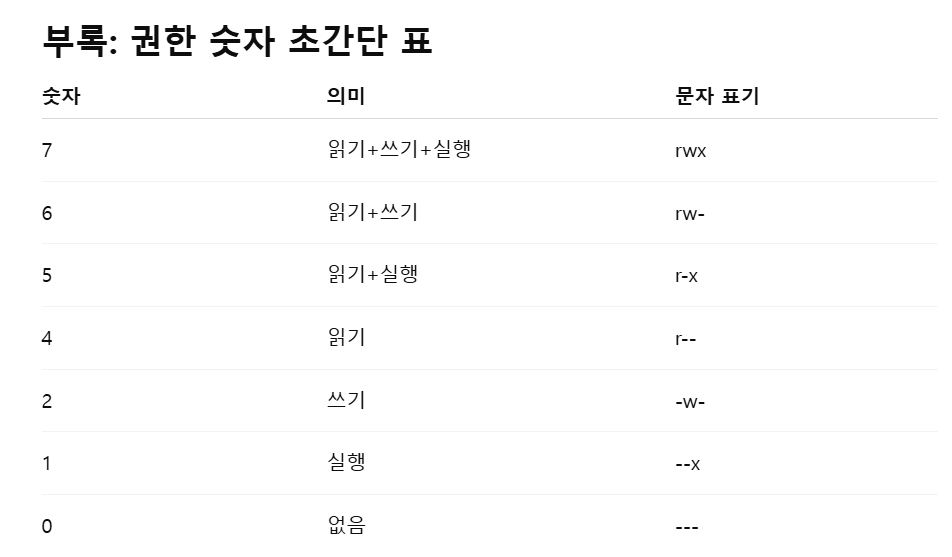 부록: 권한 숫자 초간단 표
숫자 의미 문자 표기
7 읽기+쓰기+실행 rwx
6 읽기+쓰기 rw-
5 읽기+실행 r-x
4 읽기 r--
2 쓰기 -w-
1 실행 --x
0 없음 ---